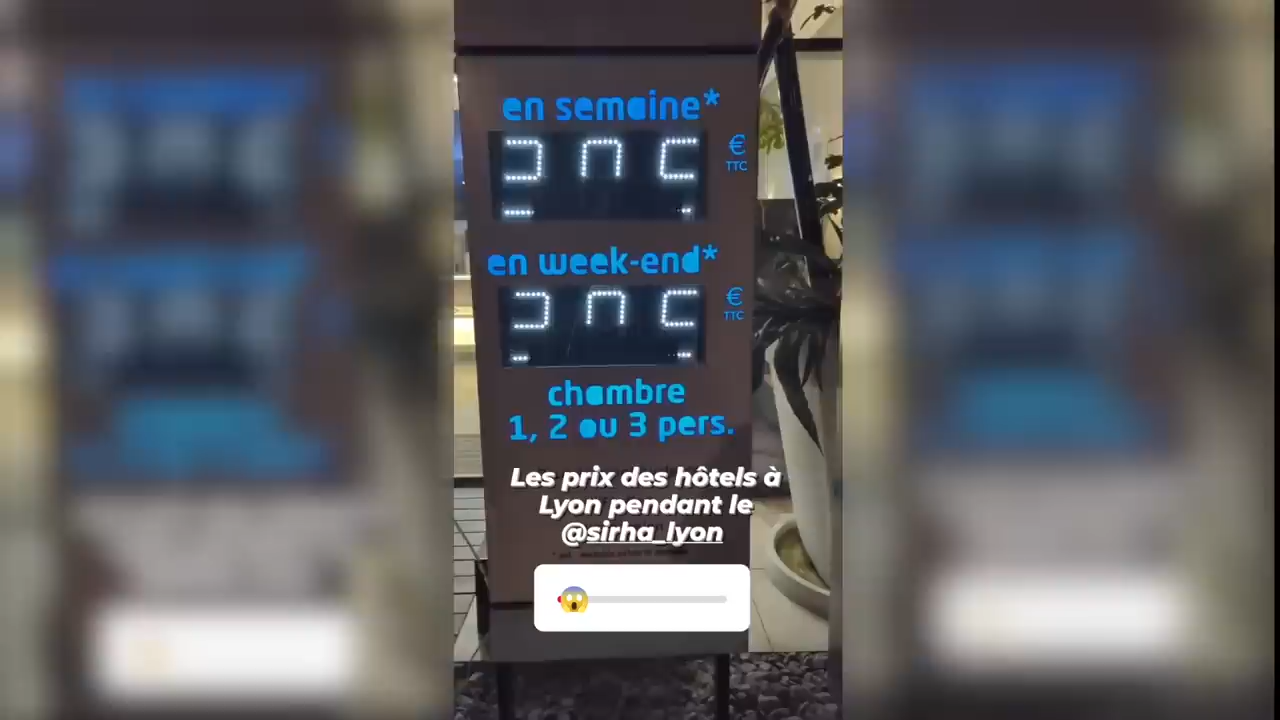 en semaine*
€
TTC
en week-end*
€
TTC
chambre
1, 2 ou 3 pers.
Les prix des hôtels à
Lyon pendant le
@sirha_lyon